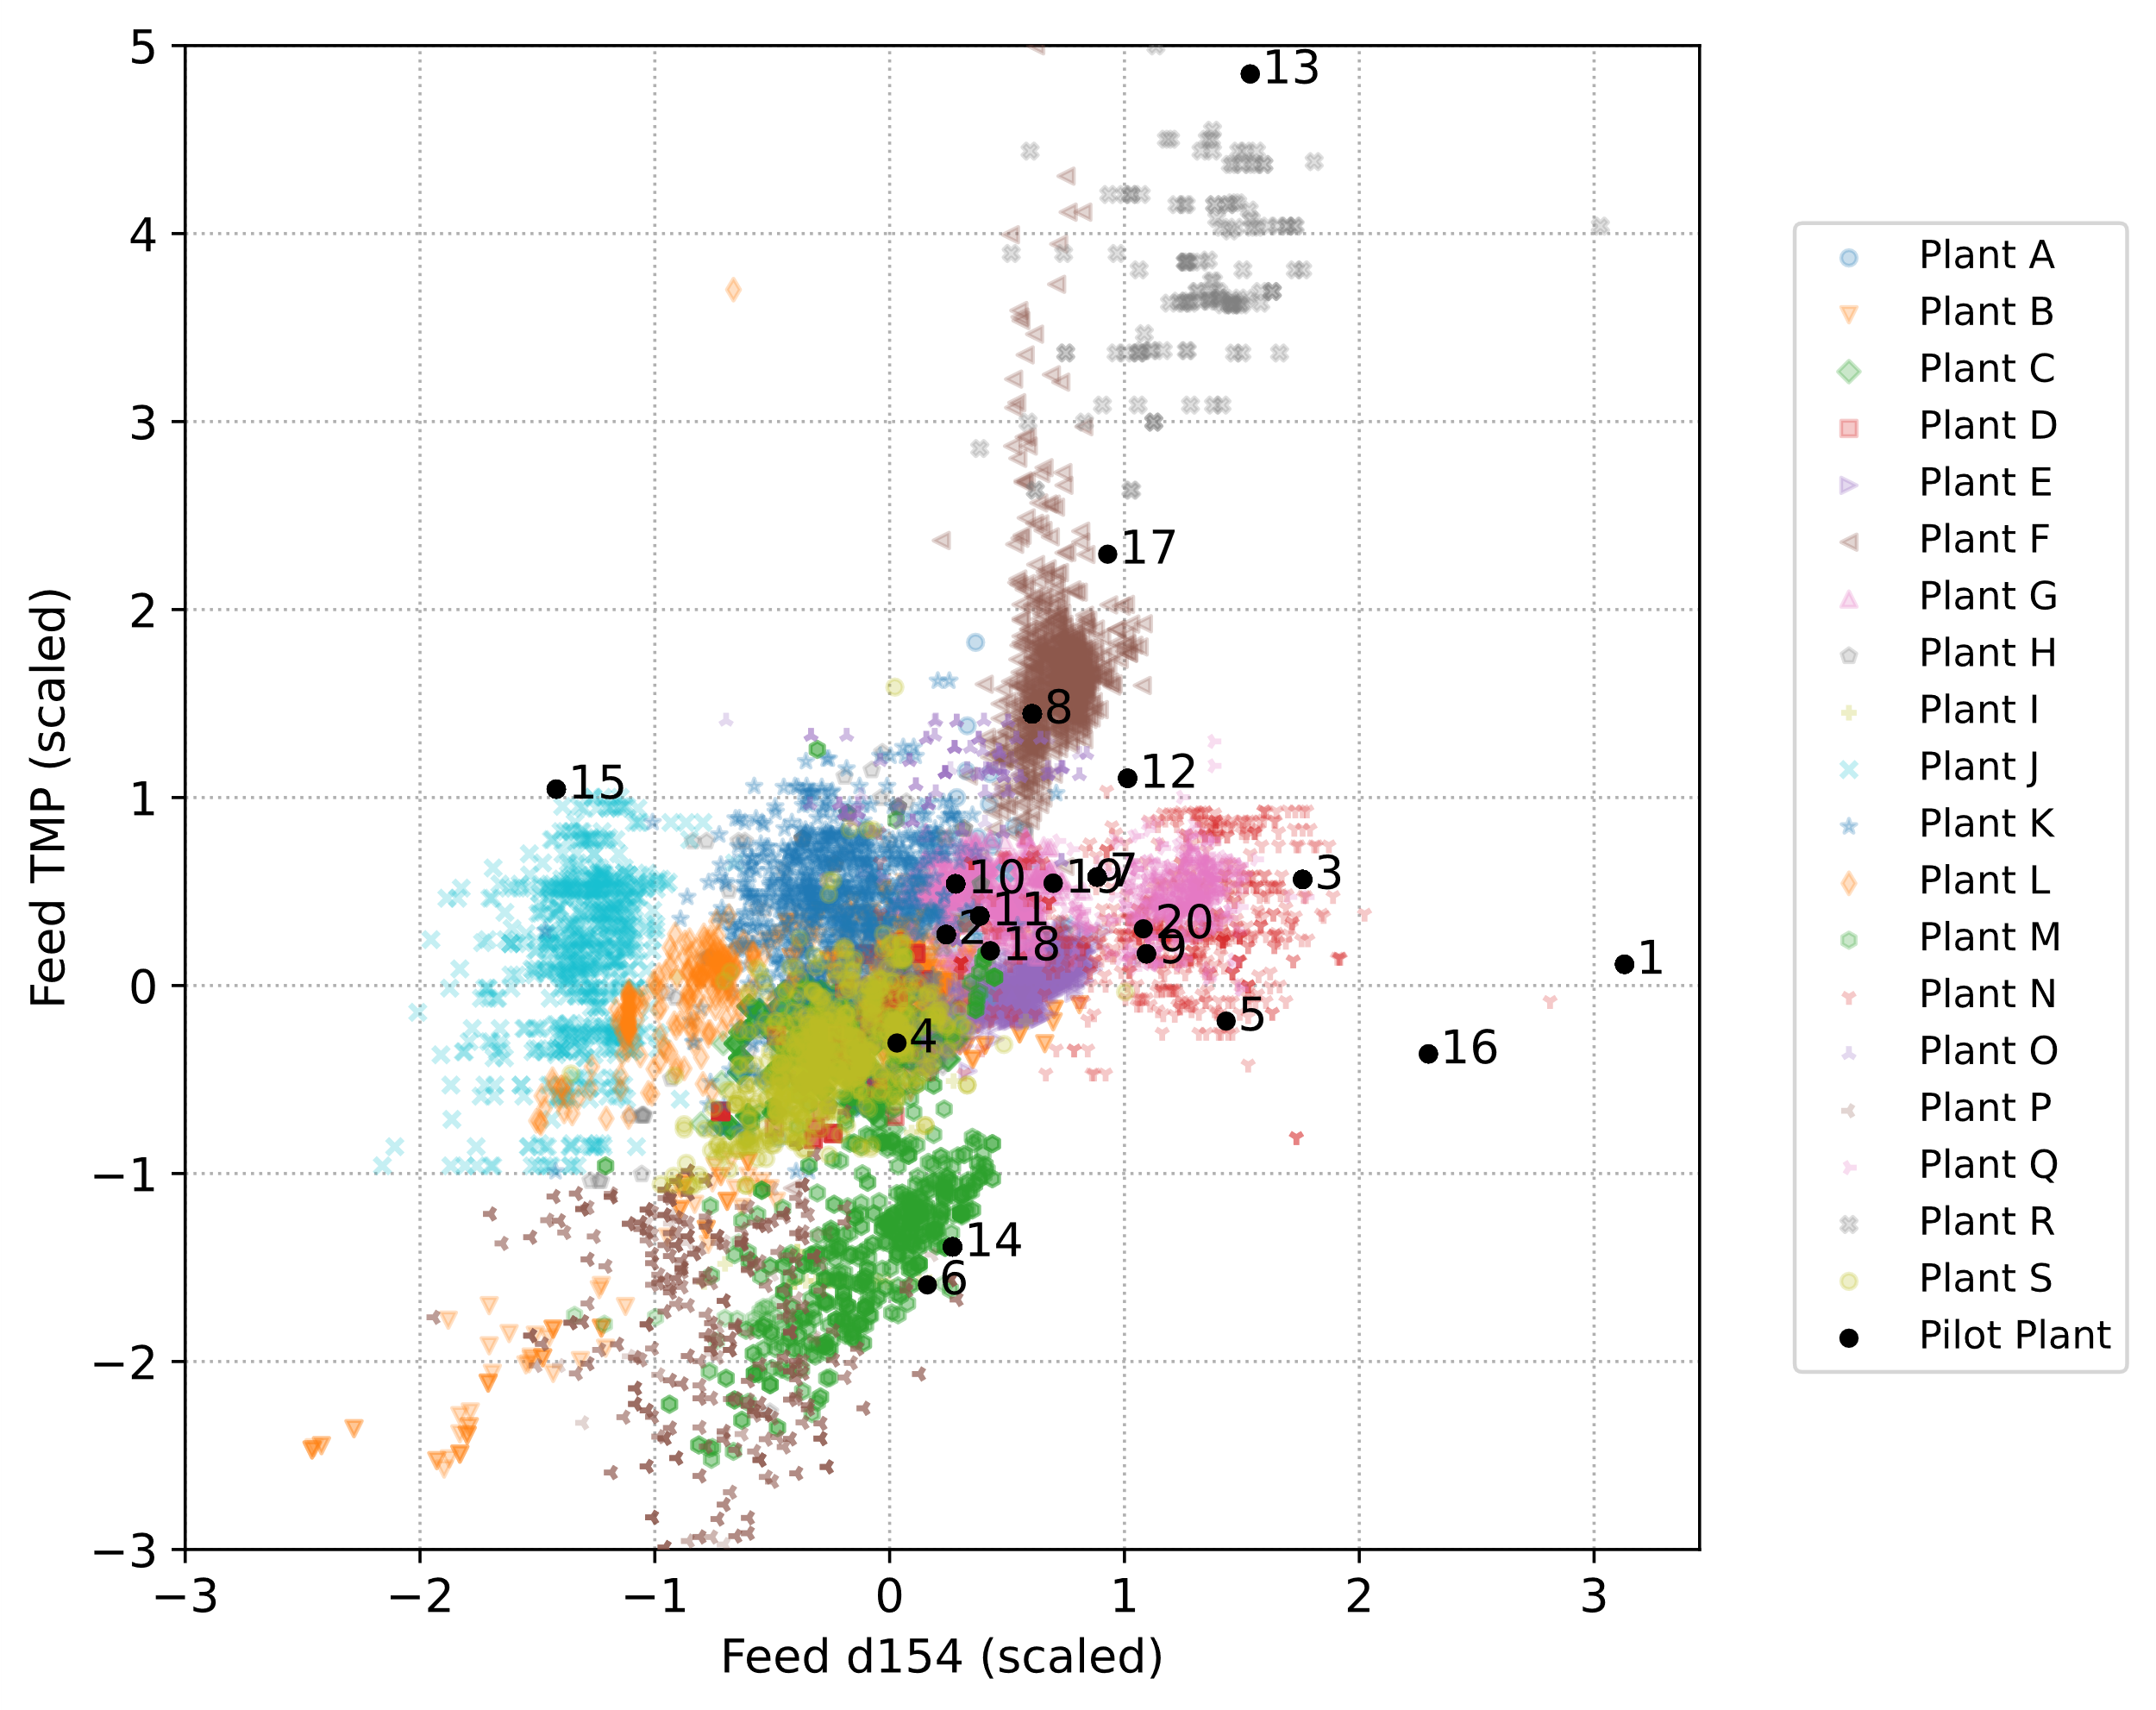 5
4
3
2
1
0
−1
−2
−3
Feed TMP (scaled)
13
17
8
12
15
10
19
7
3
11
2
18
20
9
1
5
4
16
14
6
−3
−2
−1
0
1
2
3
Feed d154 (scaled)
Plant A
Plant B
Plant C
Plant D
Plant E
Plant F
Plant G
Plant H
Plant I
Plant J
Plant K
Plant L
Plant M
Plant N
Plant O
Plant P
Plant Q
Plant R
Plant S
Pilot Plant